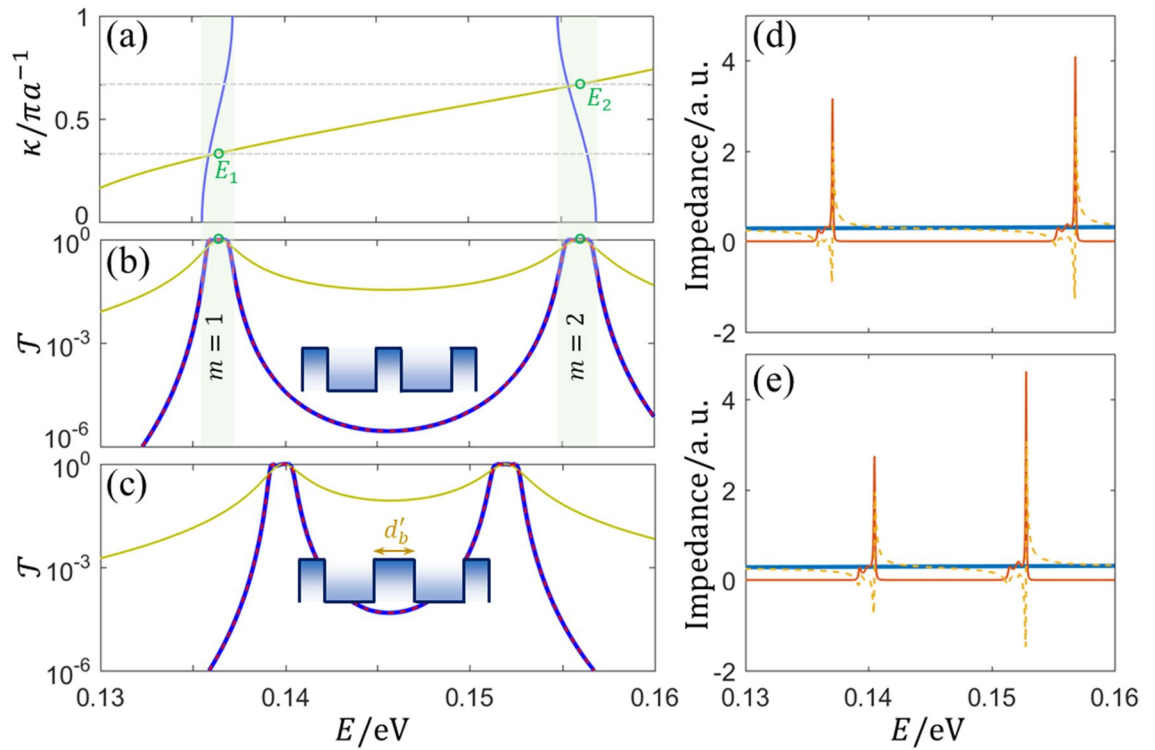 (a)
κ/πa⁻¹
1
0.5
0
E₁
E₂
(b)
𝒯
10⁰
10⁻³
10⁻⁶
m = 1
m = 2
(c)
𝒯
10⁰
10⁻³
10⁻⁶
d′_b
0.13
0.14
0.15
0.16
E/eV
(d)
Impedance/a. u.
4
2
0
-2
(e)
Impedance/a. u.
4
2
0
-2
0.13
0.14
0.15
0.16
E/eV